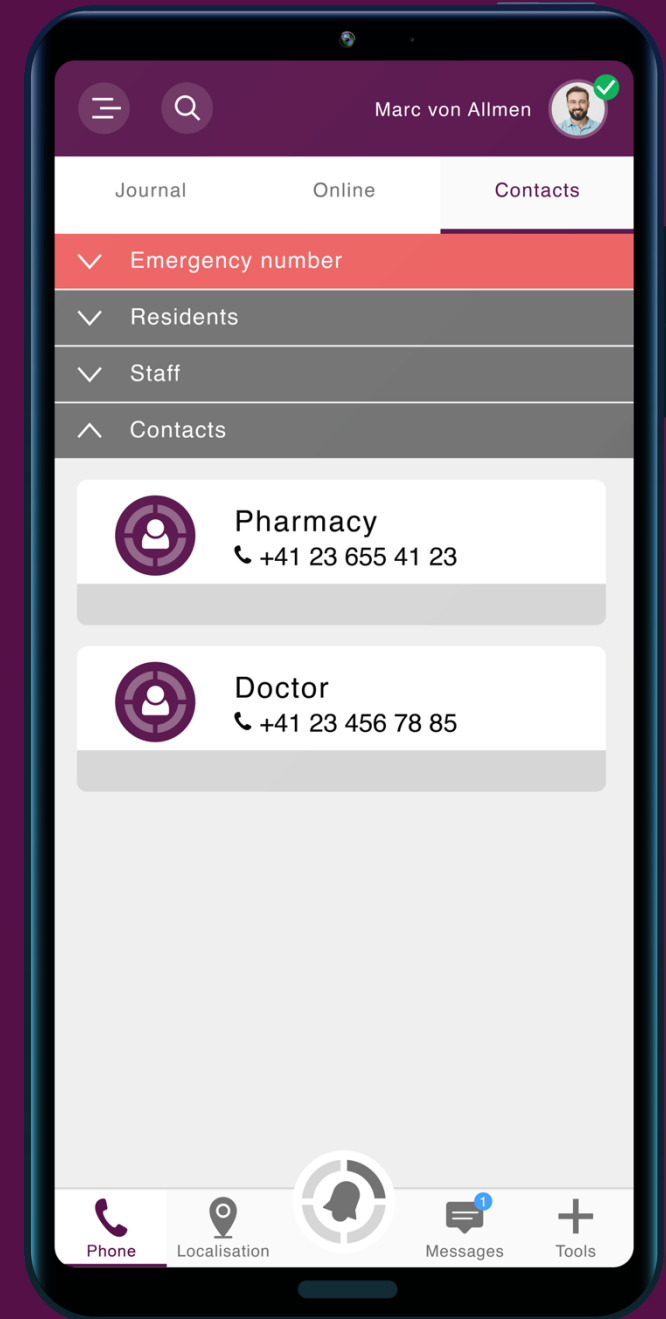 Marc von Allmen
Journal Online Contacts
Emergency number
Residents
Staff
Contacts
Pharmacy
+41 23 655 41 23
Doctor
+41 23 456 78 85
1
Phone Localisation Messages Tools